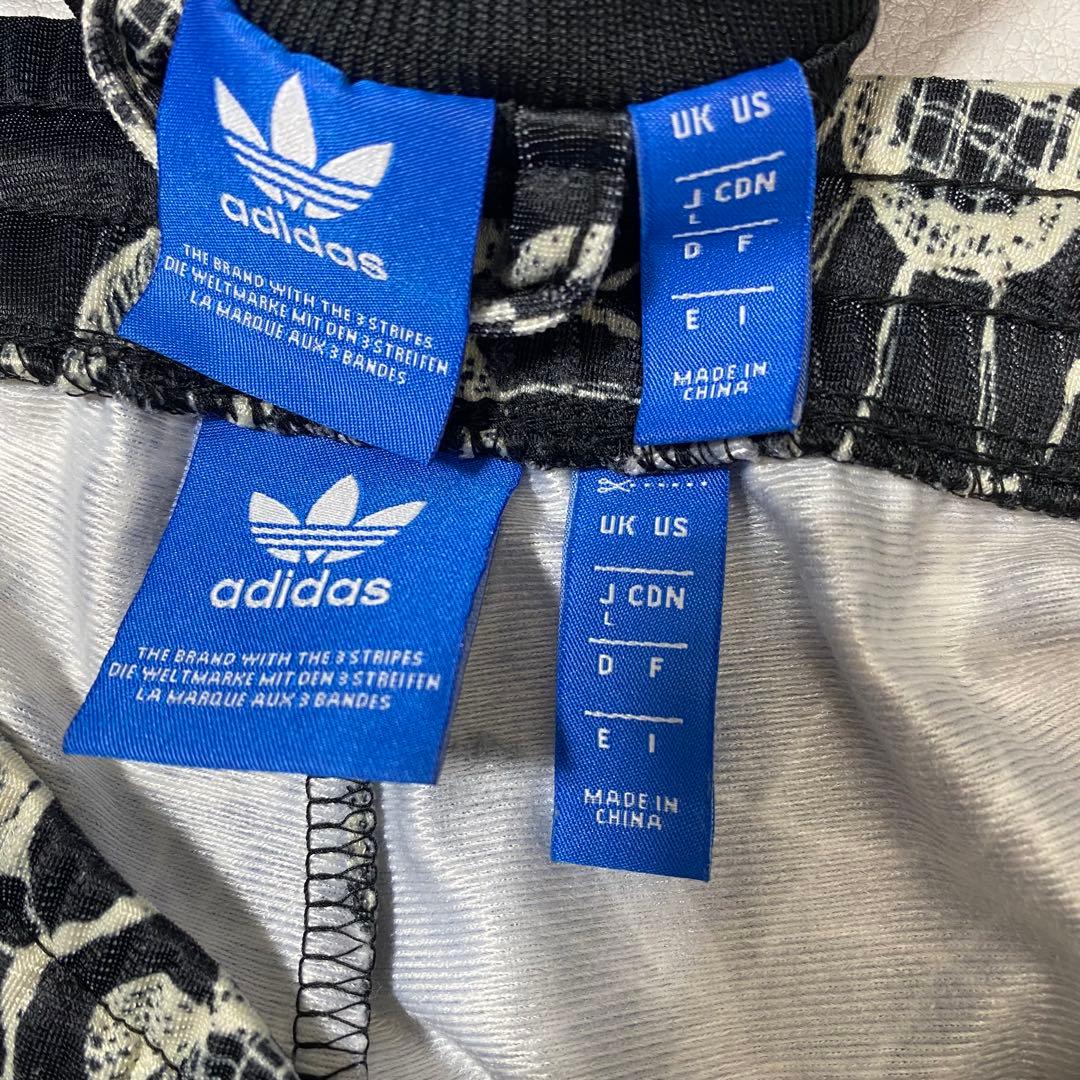 adidas
THE BRAND WITH THE 3 STRIPES
DIE WELTMARKE MIT DEN 3 STREIFEN
LA MARQUE AUX 3 BANDES
UK US
J CDN
L
D F
E I
MADE IN
CHINA
adidas
THE BRAND WITH THE 3 STRIPES
DIE WELTMARKE MIT DEN 3 STREIFEN
LA MARQUE AUX 3 BANDES
UK US
J CDN
L
D F
E I
MADE IN
CHINA